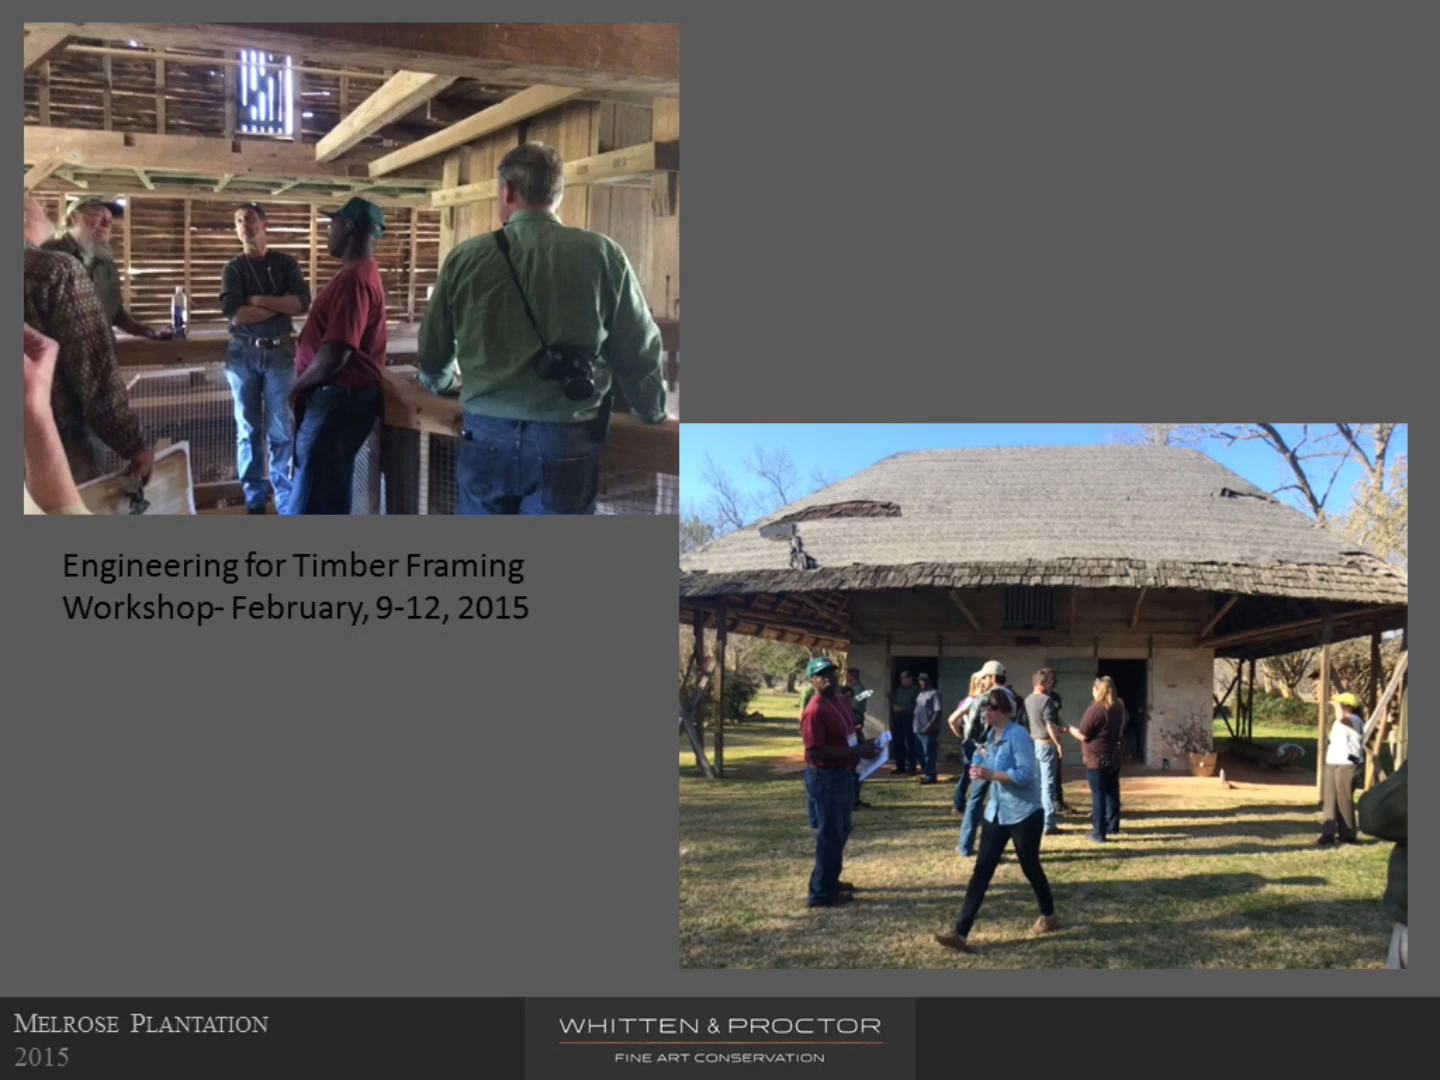 Engineering for Timber Framing
Workshop- February, 9-12, 2015
MELROSE PLANTATION
2015
WHITTEN & PROCTOR
FINE ART CONSERVATION